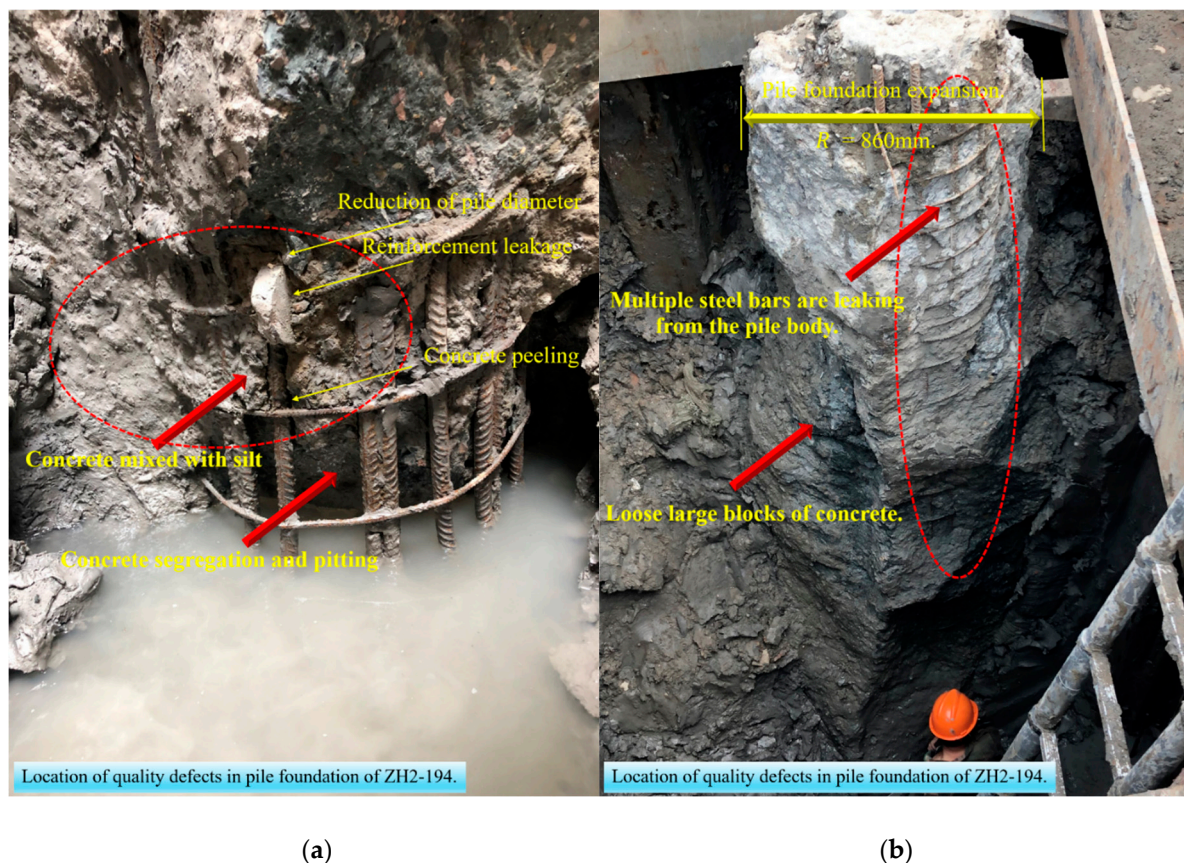 Reduction of pile diameter
Reinforcement leakage
Concrete peeling
Concrete mixed with silt
Concrete segregation and pitting
Location of quality defects in pile foundation of ZH2-194.
(a)
Pile foundation expansion.
R = 860mm.
Multiple steel bars are leaking
from the pile body.
Loose large blocks of concrete.
Location of quality defects in pile foundation of ZH2-194.
(b)